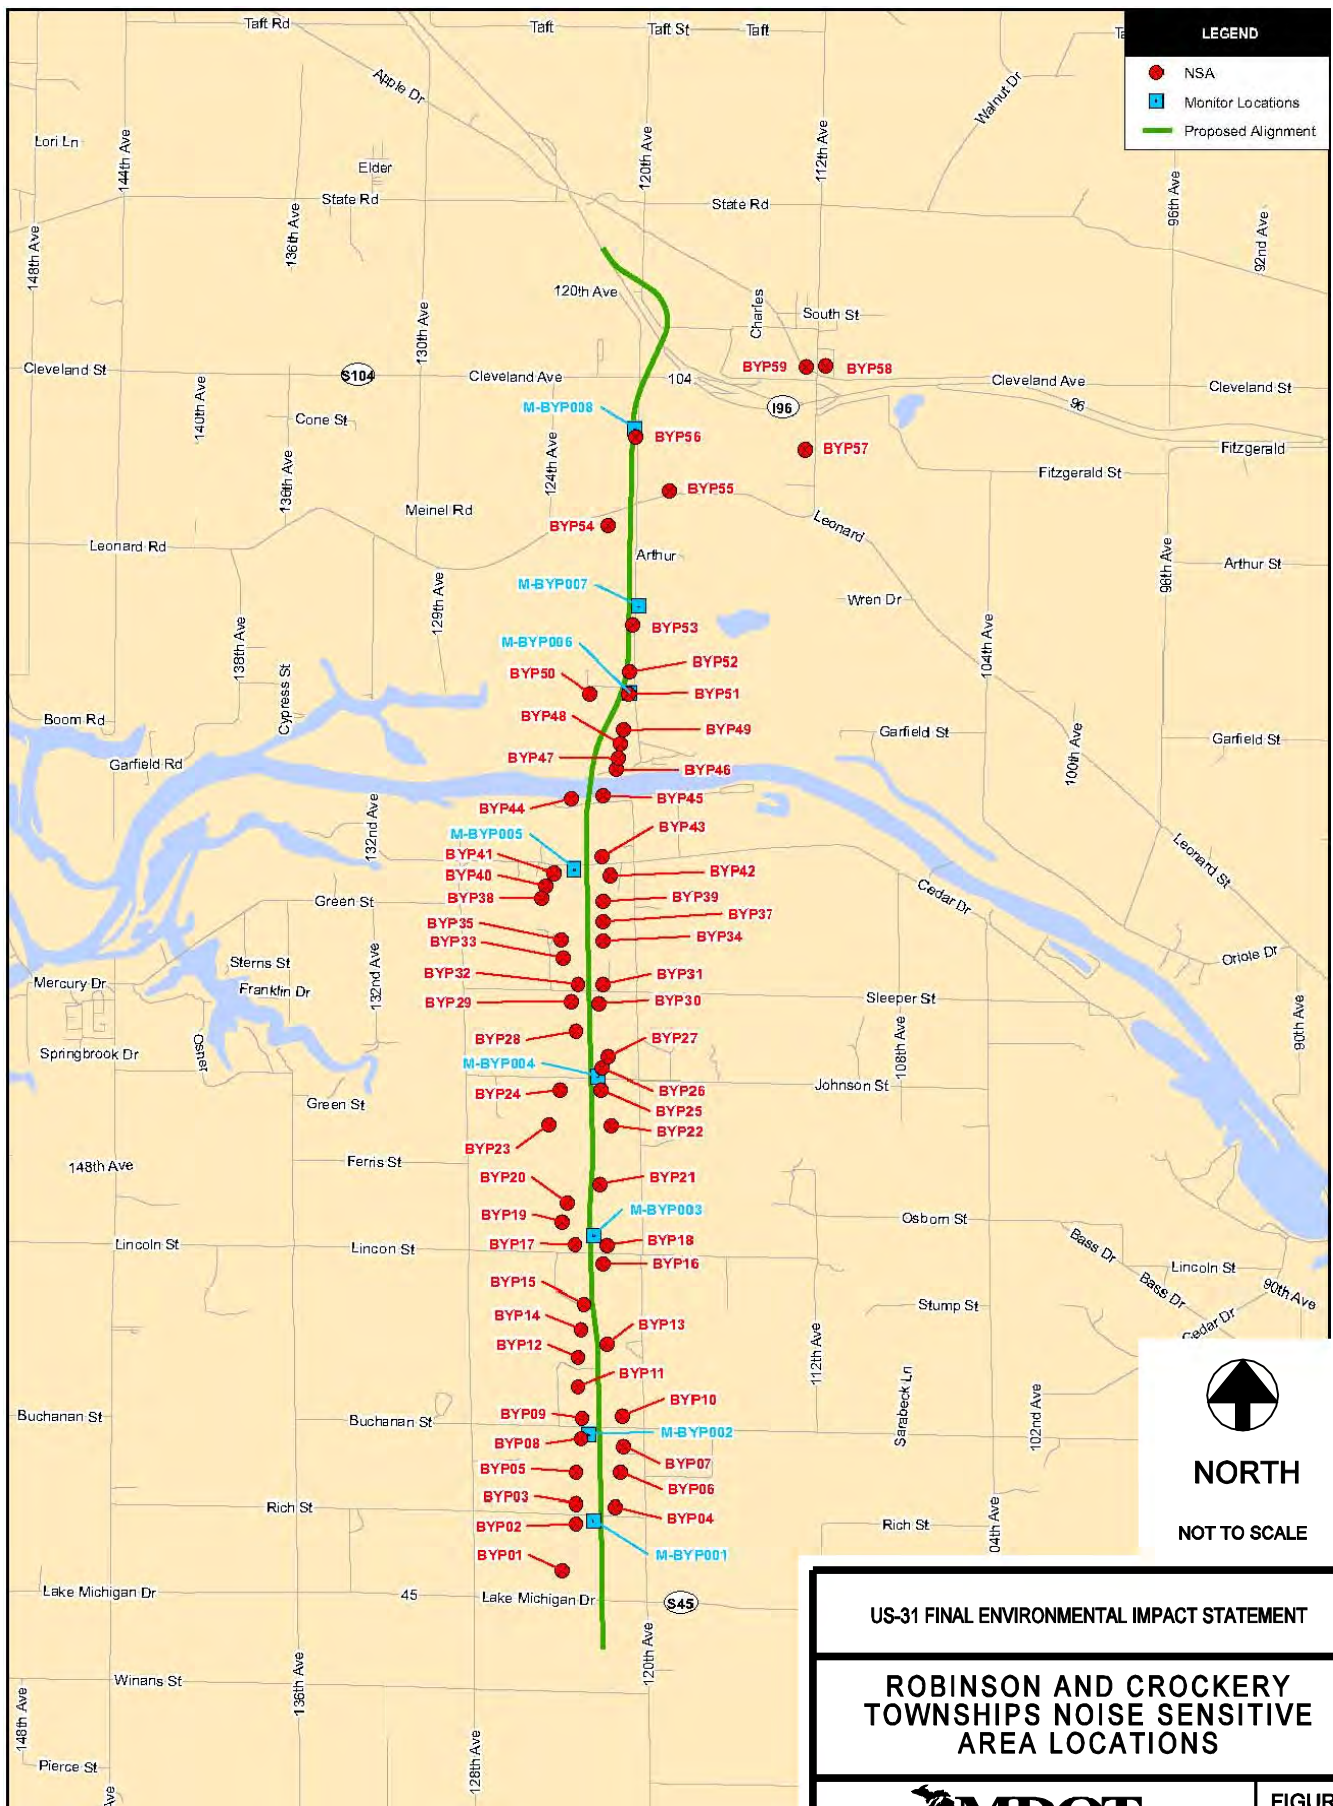 Taft Rd
Taft
Taft St
Taft
LEGEND
NSA
Monitor Locations
Proposed Alignment
Apple Dr
Walnut Dr
Lori Ln
144th Ave
Elder
120th Ave
112th Ave
State Rd
State Rd
148th Ave
136th Ave
96th Ave
92nd Ave
120th Ave
Charles
South St
130th Ave
Cleveland St
S104
Cleveland Ave
104
BYP59
BYP58
Cleveland Ave
Cleveland St
140th Ave
Cone St
M-BYP008
I96
96
BYP56
BYP57
Fitzgerald
136th Ave
124th Ave
Fitzgerald St
BYP55
Meinel Rd
BYP54
Leonard
Leonard Rd
Arthur
Arthur St
96th Ave
M-BYP007
129th Ave
Wren Dr
BYP53
138th Ave
M-BYP006
104th Ave
BYP52
BYP50
BYP51
Cypress St
Boom Rd
BYP48
BYP49
Garfield St
Garfield St
100th Ave
Garfield Rd
BYP47
BYP46
BYP44
BYP45
132nd Ave
M-BYP005
BYP43
BYP41
BYP40
BYP42
Leonard St
BYP38
Green St
BYP39
Cedar Dr
BYP35
BYP37
BYP33
BYP34
Sterns St
Oriole Dr
BYP32
BYP31
Mercury Dr
Franklin Dr
132nd Ave
BYP29
BYP30
Sleeper St
90th Ave
BYP28
BYP27
Springbrook Dr
Osner
108th Ave
M-BYP004
BYP24
BYP26
Johnson St
Green St
BYP25
BYP22
BYP23
148th Ave
Ferris St
BYP20
BYP21
M-BYP003
BYP19
Osborn St
Lincoln St
Lincon St
BYP17
BYP18
Bass Dr
BYP16
Lincoln St
BYP15
Bass Dr
90th Ave
BYP14
Stump St
BYP13
Cedar Dr
BYP12
112th Ave
BYP11
Sarabeck Ln
102nd Ave
Buchanan St
Buchanan St
BYP09
BYP10
M-BYP002
BYP08
BYP07
NORTH
BYP05
BYP06
BYP03
Rich St
BYP04
BYP02
Rich St
04th Ave
NOT TO SCALE
BYP01
M-BYP001
Lake Michigan Dr
45
Lake Michigan Dr
S45
US-31 FINAL ENVIRONMENTAL IMPACT STATEMENT
120th Ave
136th Ave
Winans St
148th Ave
128th Ave
ROBINSON AND CROCKERY
TOWNSHIPS NOISE SENSITIVE
AREA LOCATIONS
Pierce St
Ave
MDOT
FIGUR